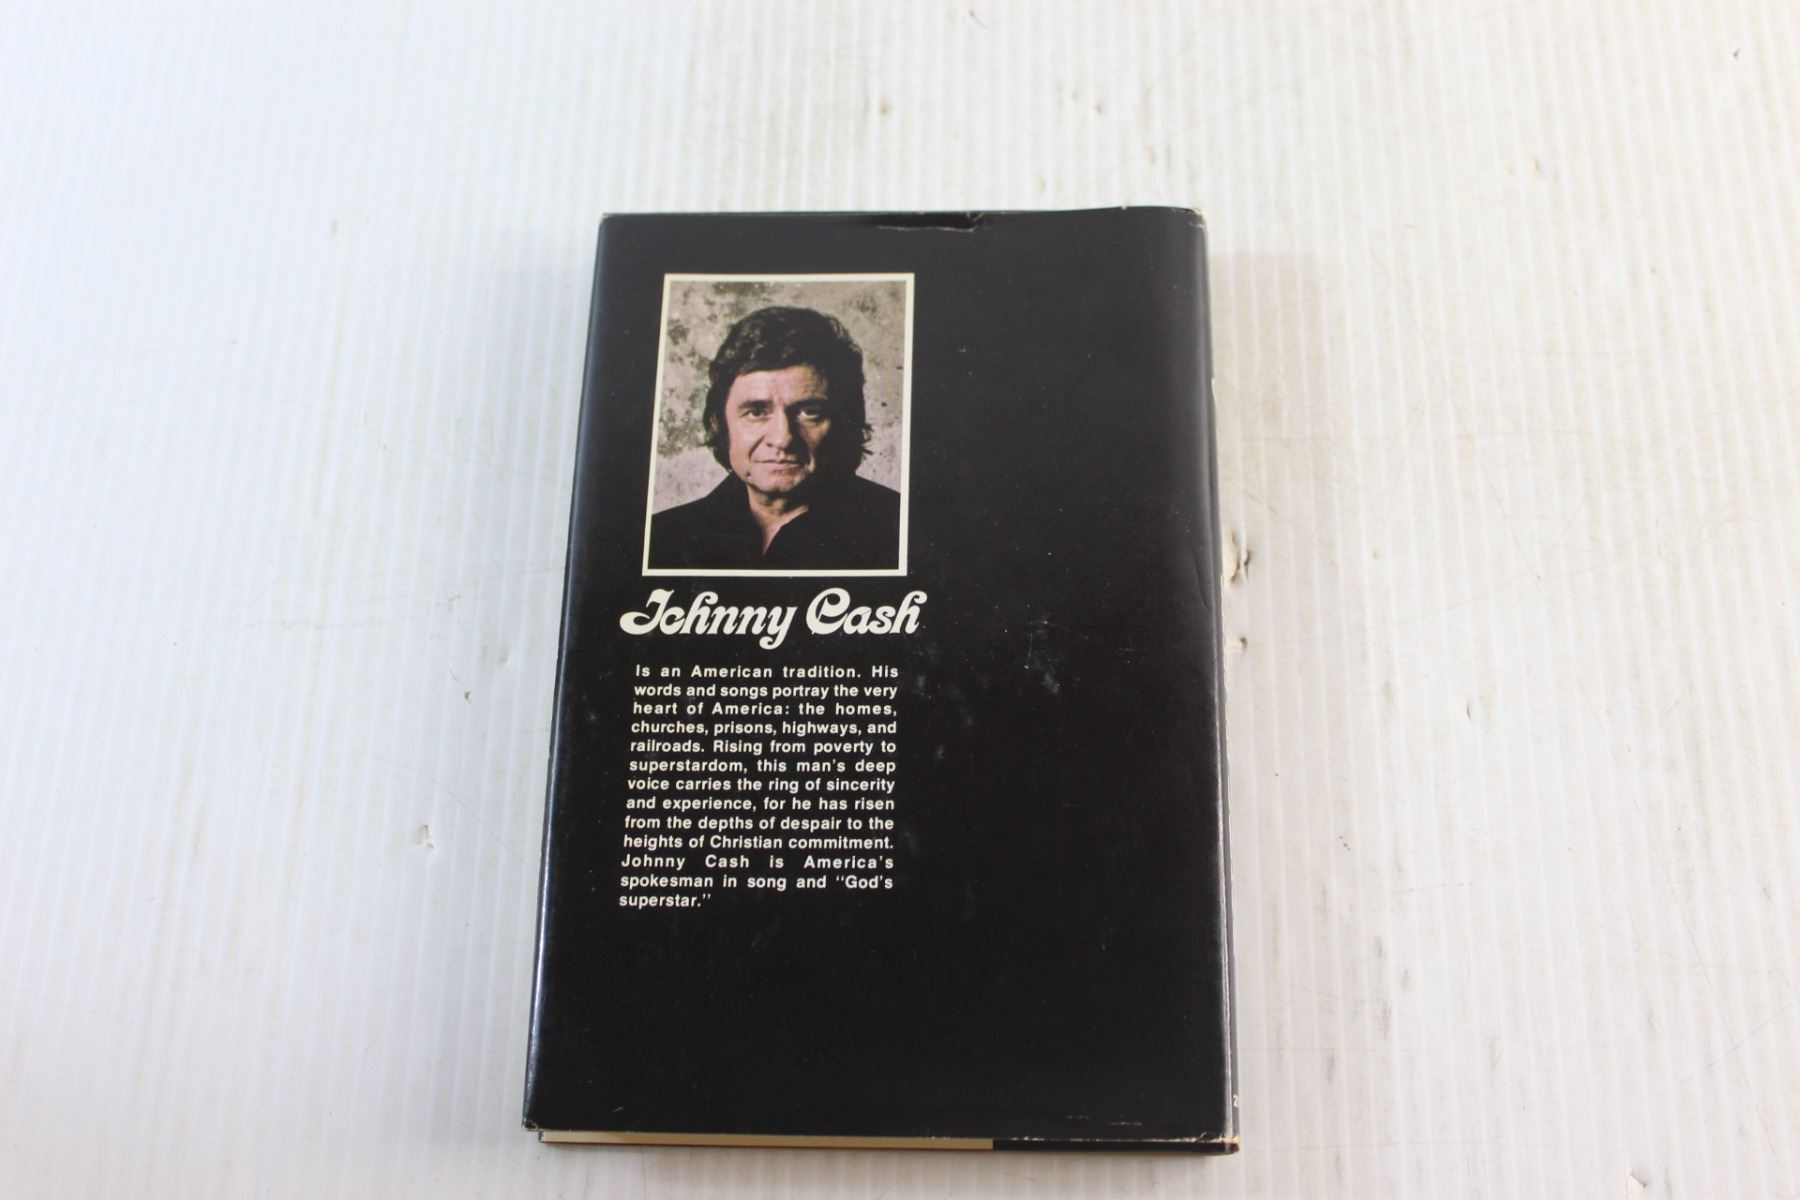 Johnny Cash
Is an American tradition. His
words and songs portray the very
heart of America: the homes,
churches, prisons, highways, and
railroads. Rising from poverty to
superstardom, this man's deep
voice carries the ring of sincerity
and experience, for he has risen
from the depths of despair to the
heights of Christian commitment.
Johnny Cash is America's
spokesman in song and "God's
superstar."
2